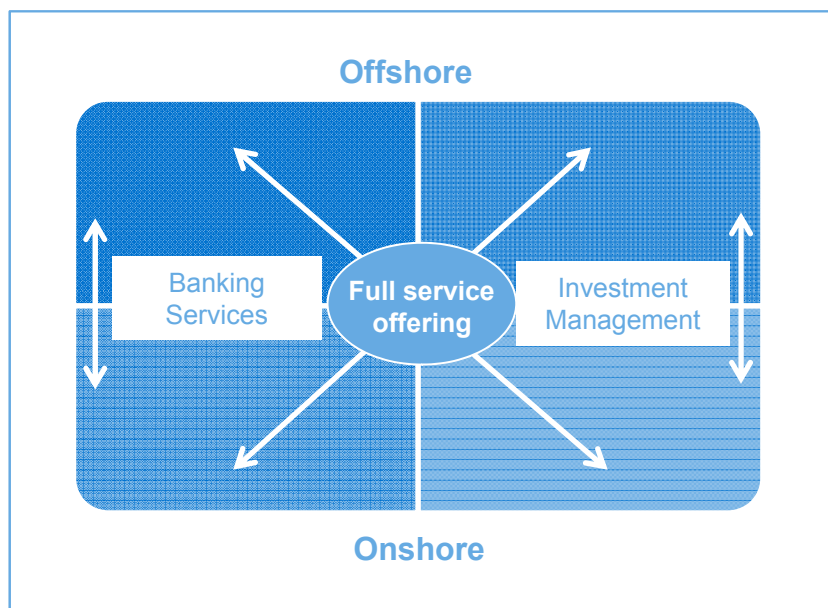 Offshore
Banking
Services
Full service
offering
Investment
Management
Onshore